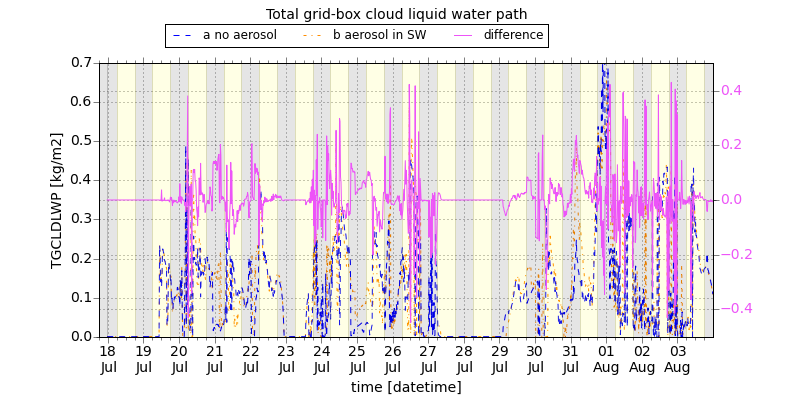 Total grid-box cloud liquid water path
a no aerosol   b aerosol in SW   difference
TGCLDLWP [kg/m2]
0.7
0.6
0.5
0.4
0.3
0.2
0.1
0.0
0.4
0.2
0.0
−0.2
−0.4
18 19 20 21 22 23 24 25 26 27 28 29 30 31 01 02 03
Jul Jul Jul Jul Jul Jul Jul Jul Jul Jul Jul Jul Jul Jul Aug Aug Aug
time [datetime]